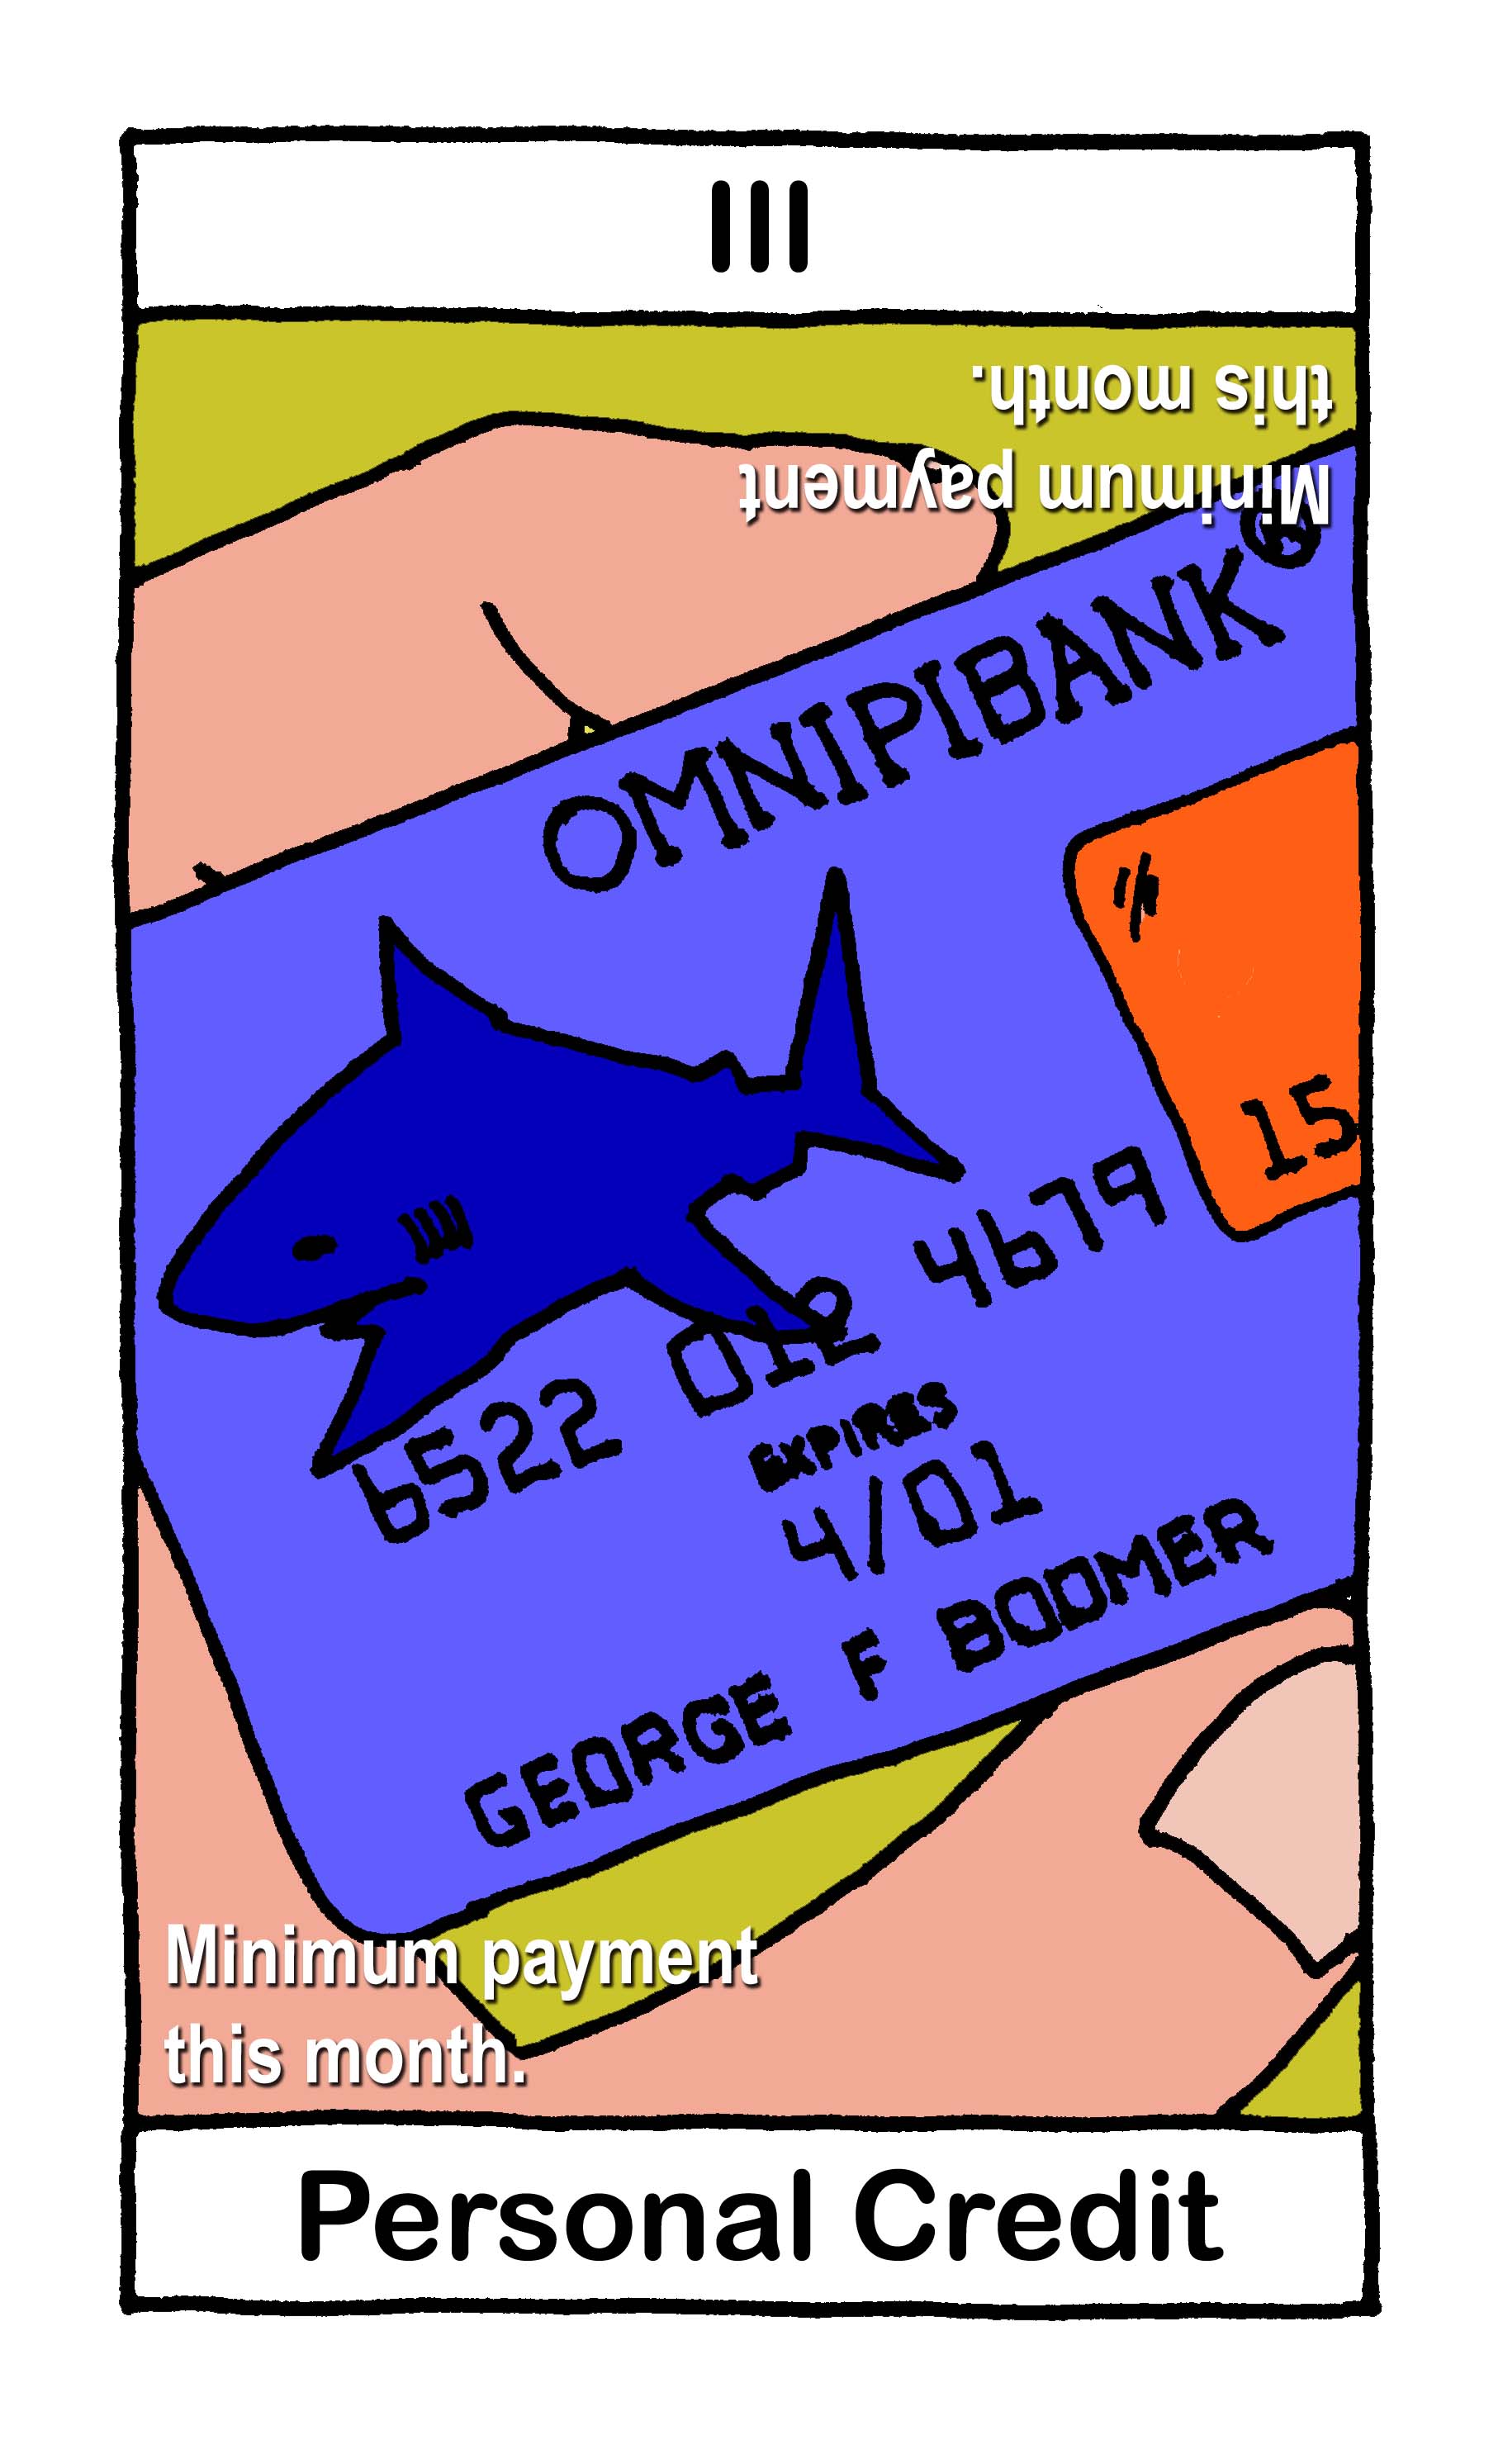 III
Minimum payment
this month.
OMNIPIBANK®
15
6522 012 4679
EXPIRES
4/01
GEORGE F BOOMER
Minimum payment
this month.
Personal Credit